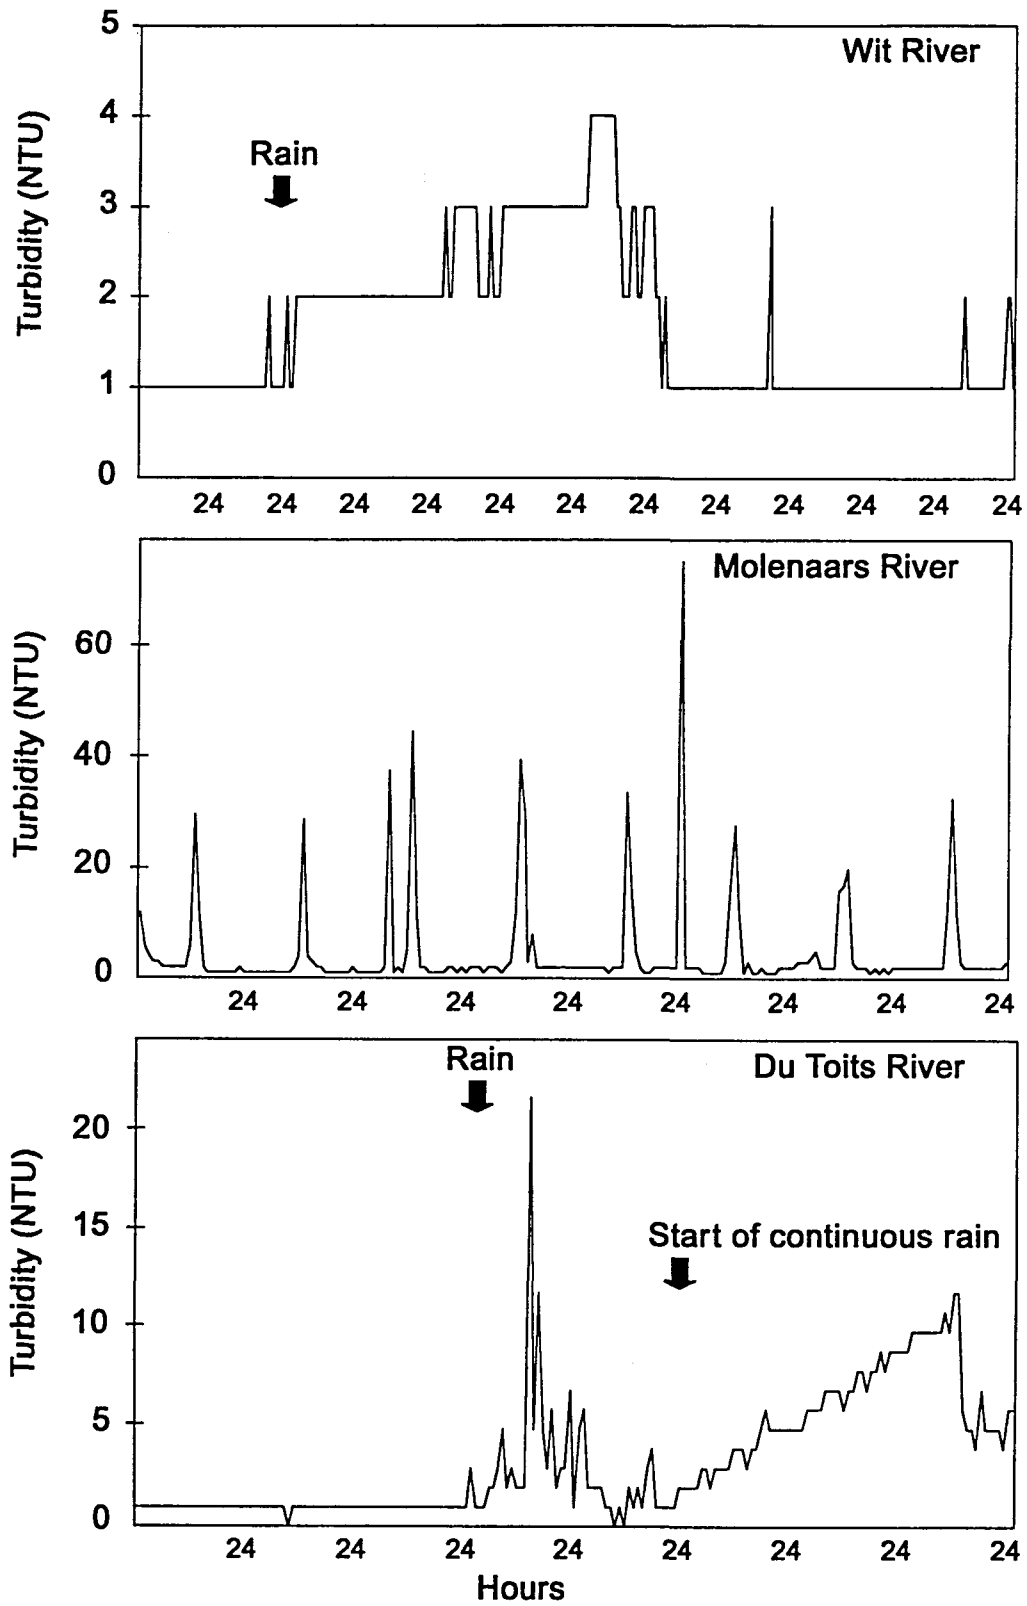 5
Wit River
4
Rain
3
Turbidity (NTU)
2
1
0
24 24 24 24 24 24 24 24 24 24 24 24
Molenaars River
60
Turbidity (NTU)
40
20
0
24 24 24 24 24 24 24 24
Rain
Du Toits River
20
Turbidity (NTU)
15
Start of continuous rain
10
5
0
24 24 24 24 24 24 24 24
Hours